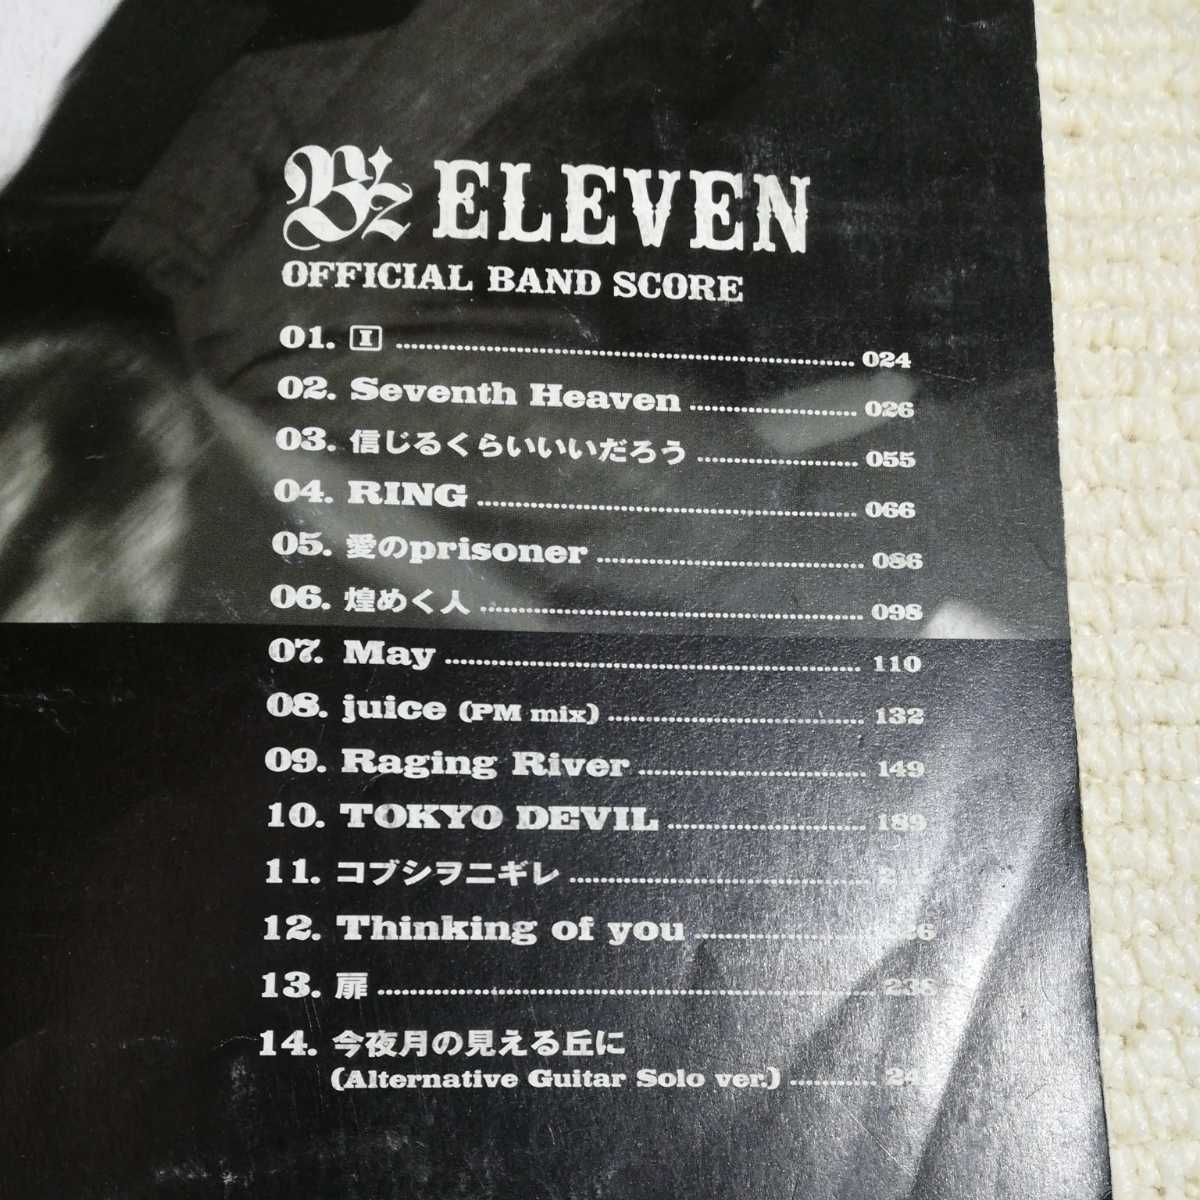 B'z ELEVEN
OFFICIAL BAND SCORE
01. I 024
02. Seventh Heaven 026
03. 信じるくらいいいだろう 055
04. RING 066
05. 愛のprisoner 086
06. 煌めく人 098
07. May 110
08. juice (PM mix) 132
09. Raging River 149
10. TOKYO DEVIL 189
11. コブシヲニギレ
12. Thinking of you
13. 扉 238
14. 今夜月の見える丘に
(Alternative Guitar Solo ver.)